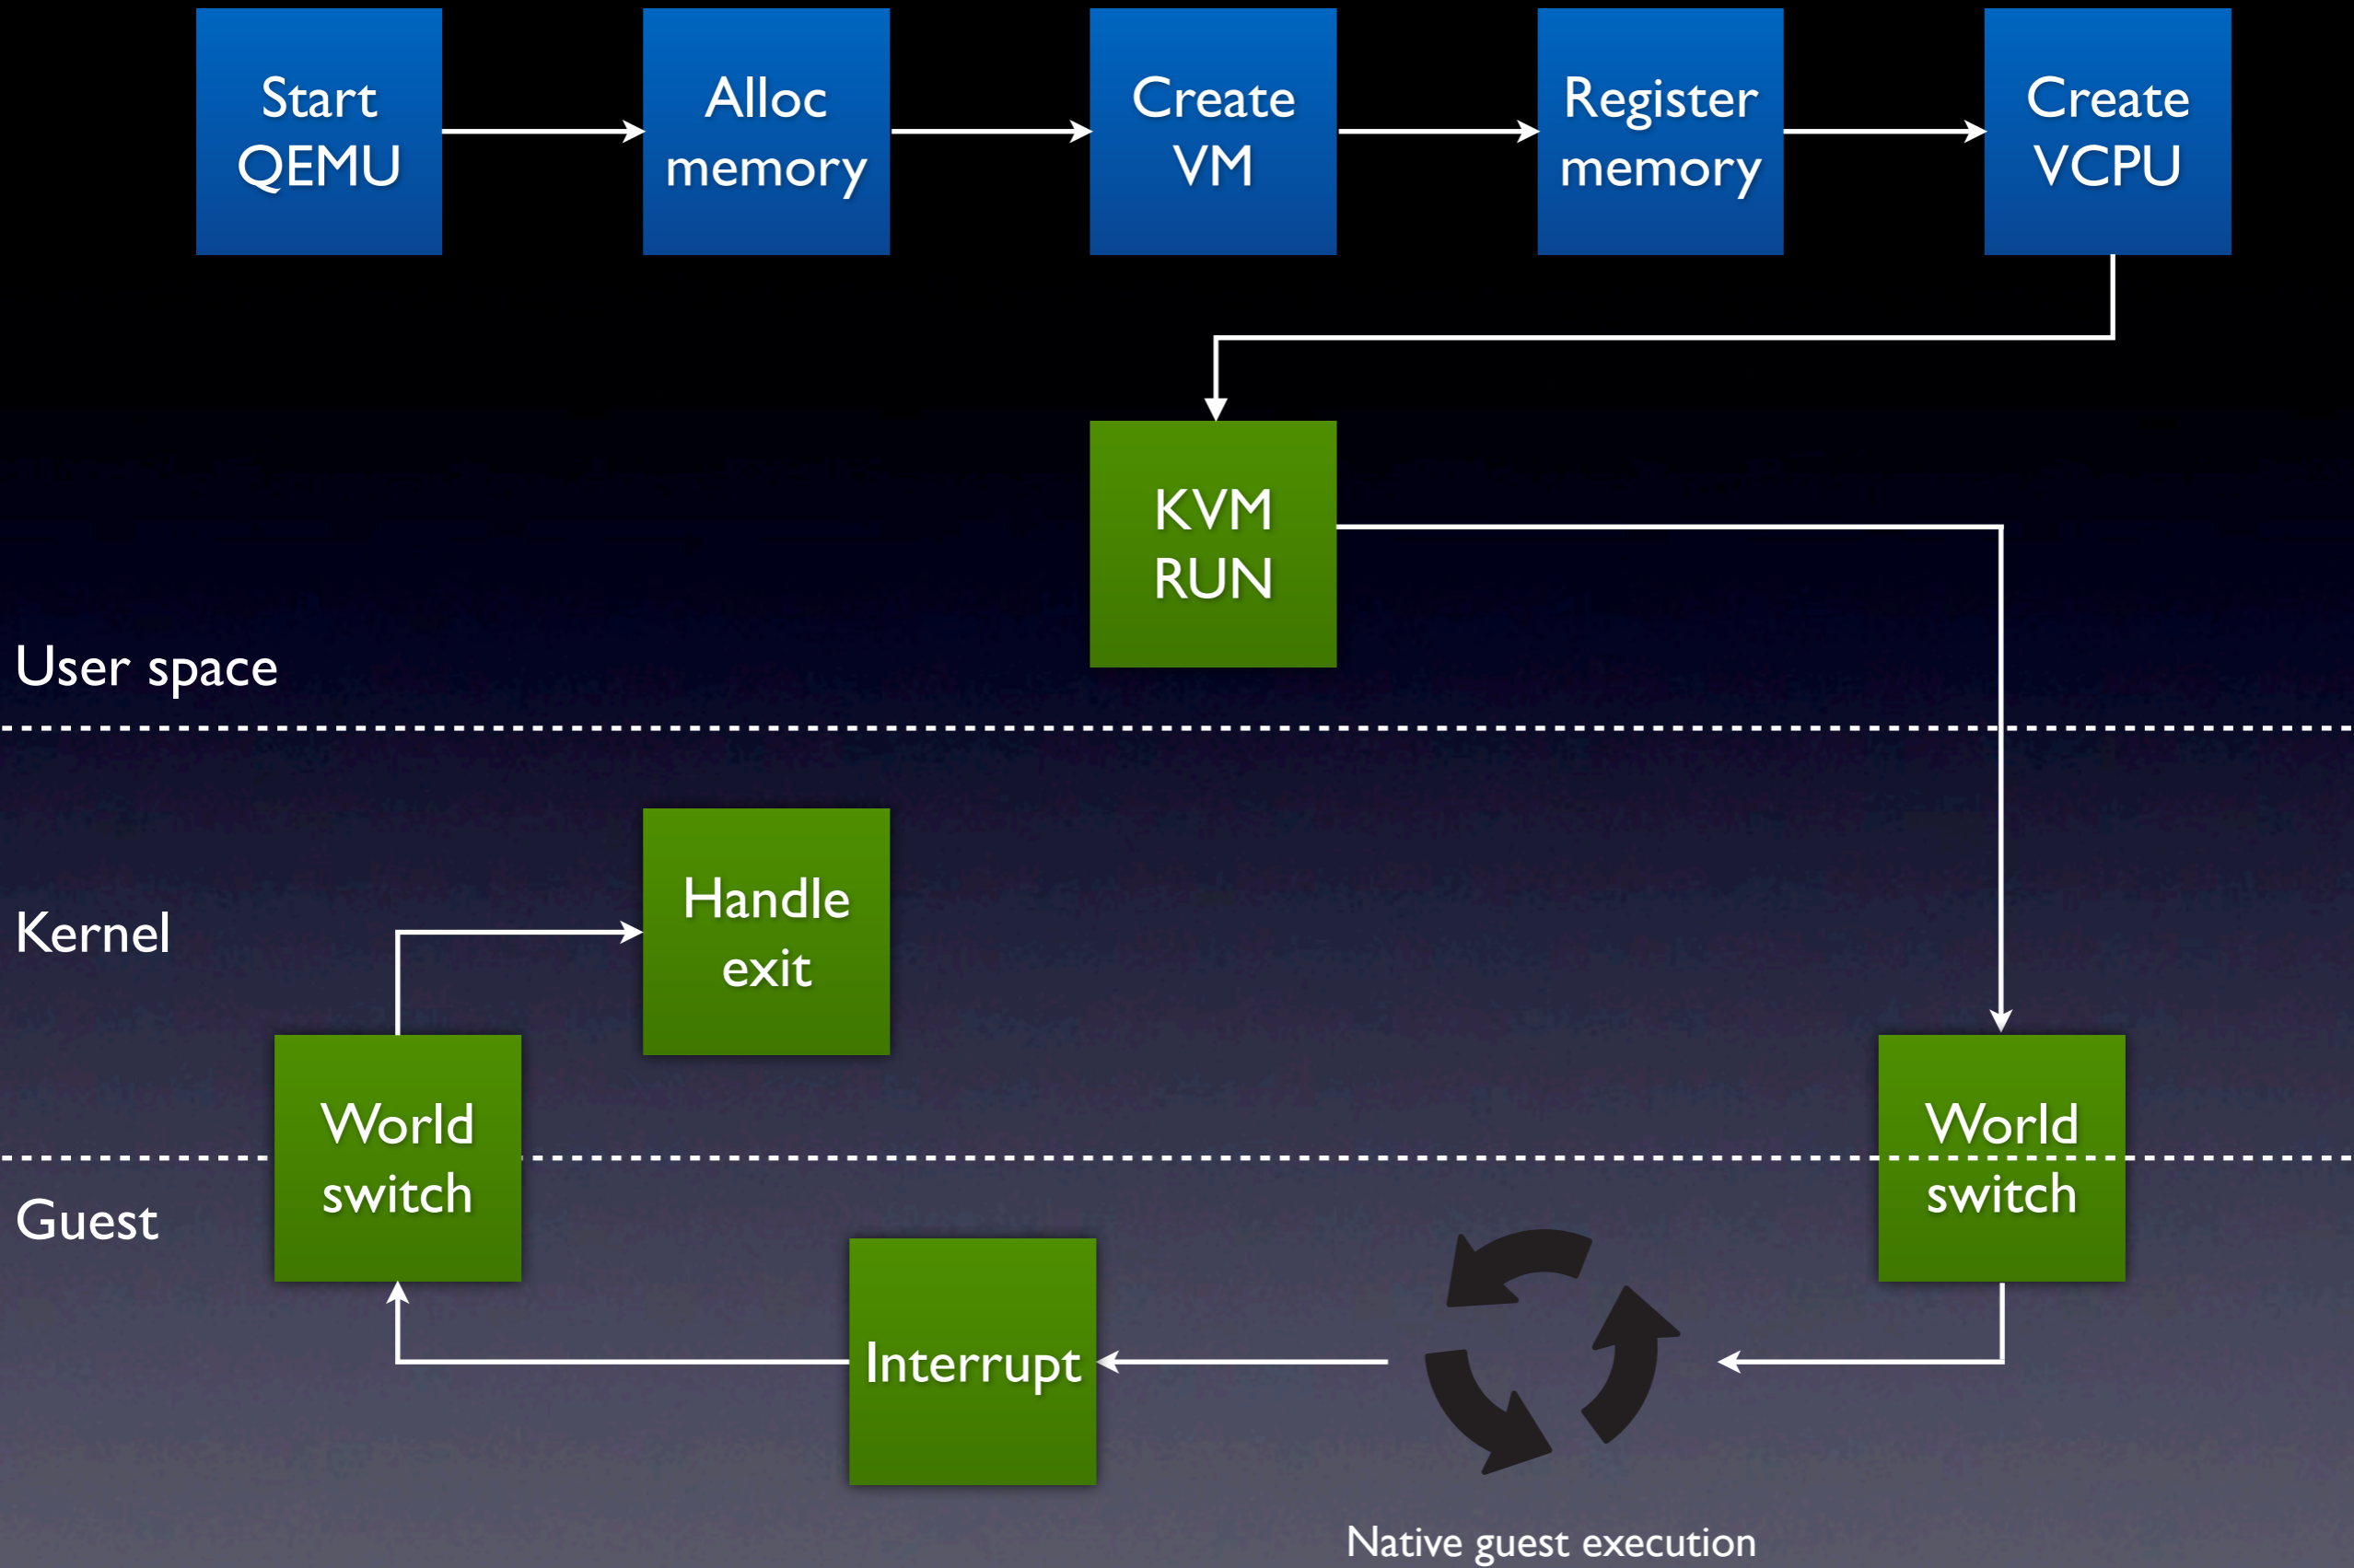 Start
QEMU
Alloc
memory
Create
VM
Register
memory
Create
VCPU
KVM
RUN
User space
Handle
exit
Kernel
World
switch
World
switch
Guest
Interrupt
Native guest execution